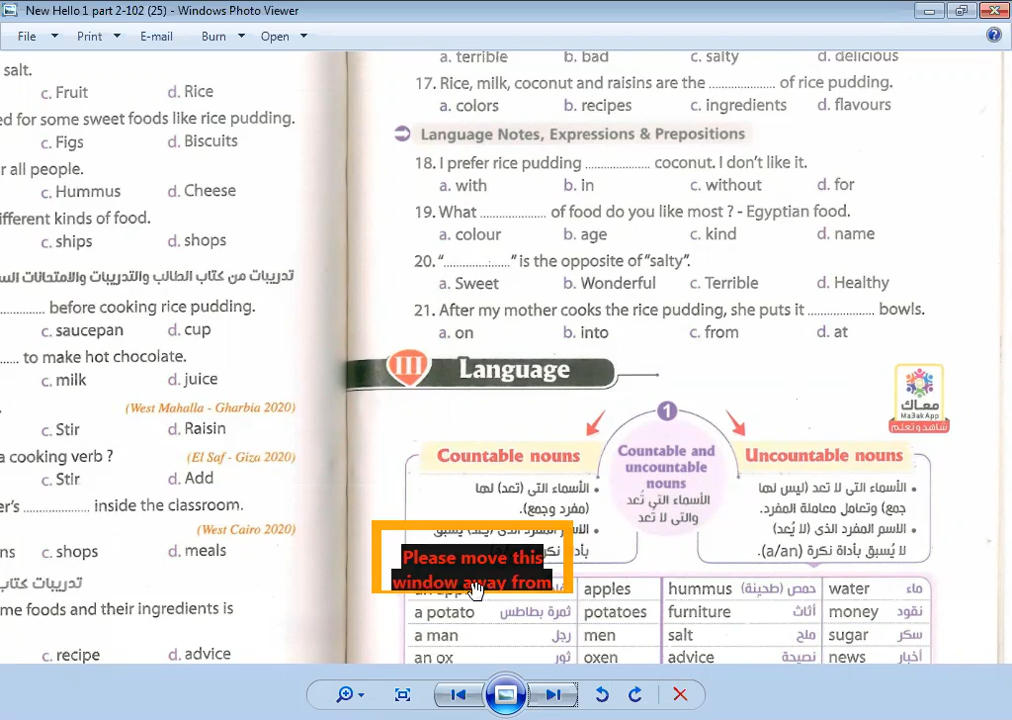 New Hello 1 part 2-102 (25) - Windows Photo Viewer
File Print E-mail Burn Open
salt.
c. Fruit d. Rice
ed for some sweet foods like rice pudding.
c. Figs d. Biscuits
r all people.
c. Hummus d. Cheese
ifferent kinds of food.
c. ships d. shops
تدريبات من كتاب الطالب والتدريبات والامتحانات
before cooking rice pudding.
c. saucepan d. cup
to make hot chocolate.
c. milk d. juice
(West Mahalla - Gharbia 2020)
c. Stir d. Raisin
a cooking verb ? (El Saf - Giza 2020)
c. Stir d. Add
er's .................... inside the classroom.
(West Cairo 2020)
ns c. shops d. meals
تدريبات
me foods and their ingredients is
c. recipe d. advice
a. terrible b. bad c. salty d. delicious
17. Rice, milk, coconut and raisins are the .................... of rice pudding.
a. colors b. recipes c. ingredients d. flavours
Language Notes, Expressions & Prepositions
18. I prefer rice pudding .................... coconut. I don't like it.
a. with b. in c. without d. for
19. What .................... of food do you like most ? - Egyptian food.
a. colour b. age c. kind d. name
20. “....................” is the opposite of “salty”.
a. Sweet b. Wonderful c. Terrible d. Healthy
21. After my mother cooks the rice pudding, she puts it .................... bowls.
a. on b. into c. from d. at
III Language
معاك
Ma3ak App
شاهد وتعلم
1
Countable and
uncountable
nouns
الأسماء التي تُعد
والتى لا تُعد
Countable nouns
• الأسماء التى (تعد) لها
(مفرد وجمع).
• الاسم المفرد الذى (يُعد) يسبق
بأداة نكرة
Uncountable nouns
• الأسماء التى لا تعد (ليس لها
جمع) وتعامل معاملة المفرد.
• الاسم المفرد الذى (لا يُعد)
لا يُسبق بأداة نكرة (a/an).
Please move this
window away from
apples hummus حمص (طحينة) water ماء
a potato ثمرة بطاطس potatoes furniture أثاث money نقود
a man رجل men salt ملح sugar سكر
an ox ثور oxen advice نصيحة news أخبار